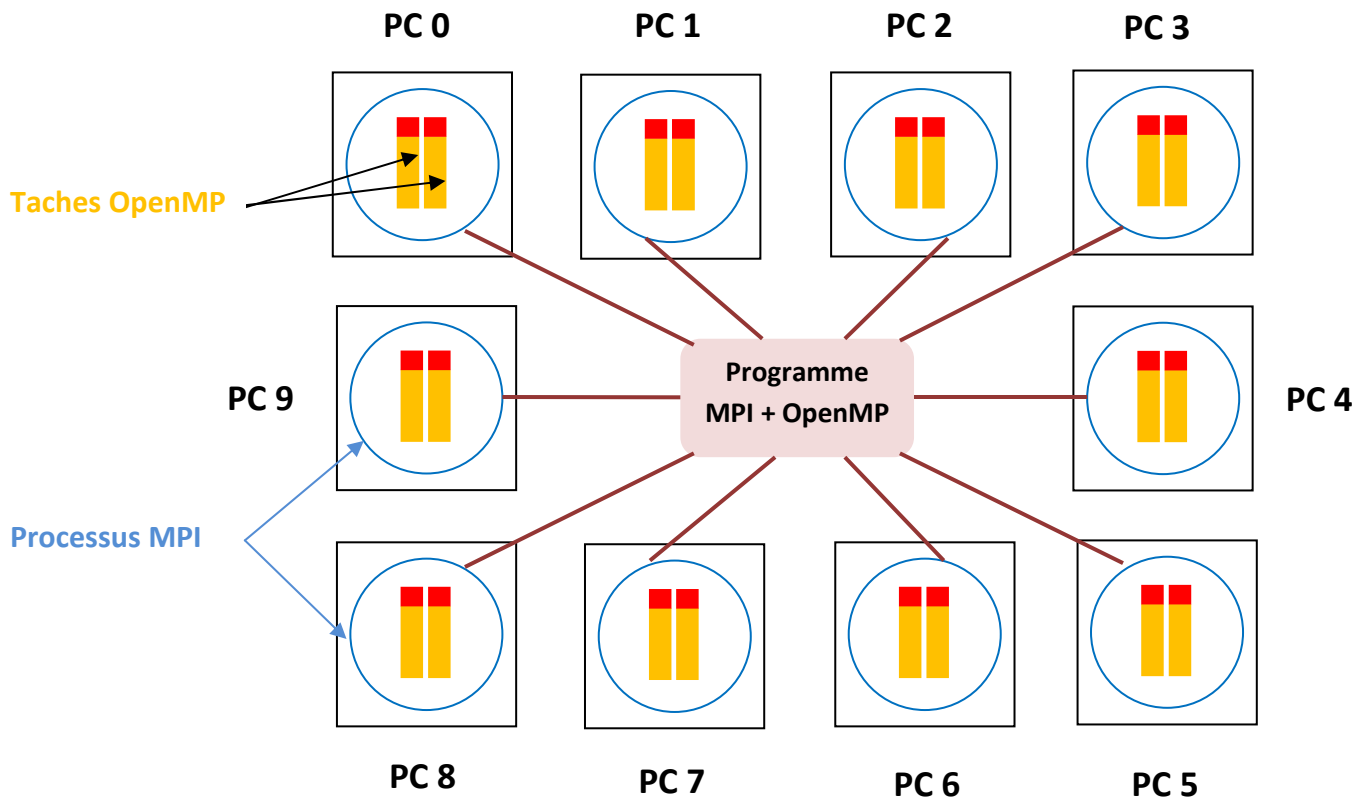 PC 0
PC 1
PC 2
PC 3
Taches OpenMP
Programme
MPI + OpenMP
PC 9
PC 4
Processus MPI
PC 8
PC 7
PC 6
PC 5